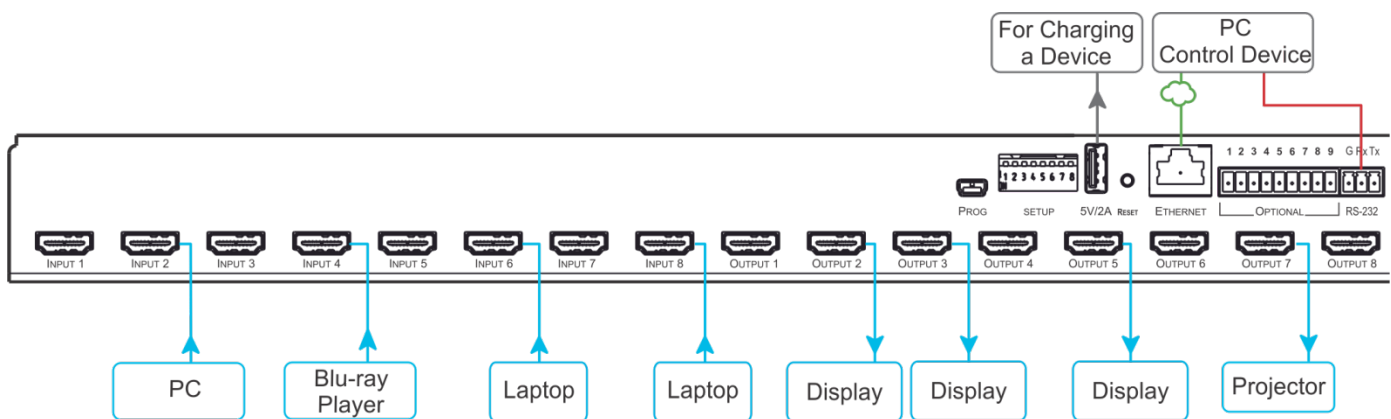 For Charging
a Device
PC
Control Device
1 2 3 4 5 6 7 8 9 G Rx Tx
1 2 3 4 5 6 7 8
PROG SETUP 5V/2A RESET ETHERNET OPTIONAL RS-232
INPUT 1 INPUT 2 INPUT 3 INPUT 4 INPUT 5 INPUT 6 INPUT 7 INPUT 8 OUTPUT 1 OUTPUT 2 OUTPUT 3 OUTPUT 4 OUTPUT 5 OUTPUT 6 OUTPUT 7 OUTPUT 8
PC
Blu-ray
Player
Laptop
Laptop
Display
Display
Display
Projector